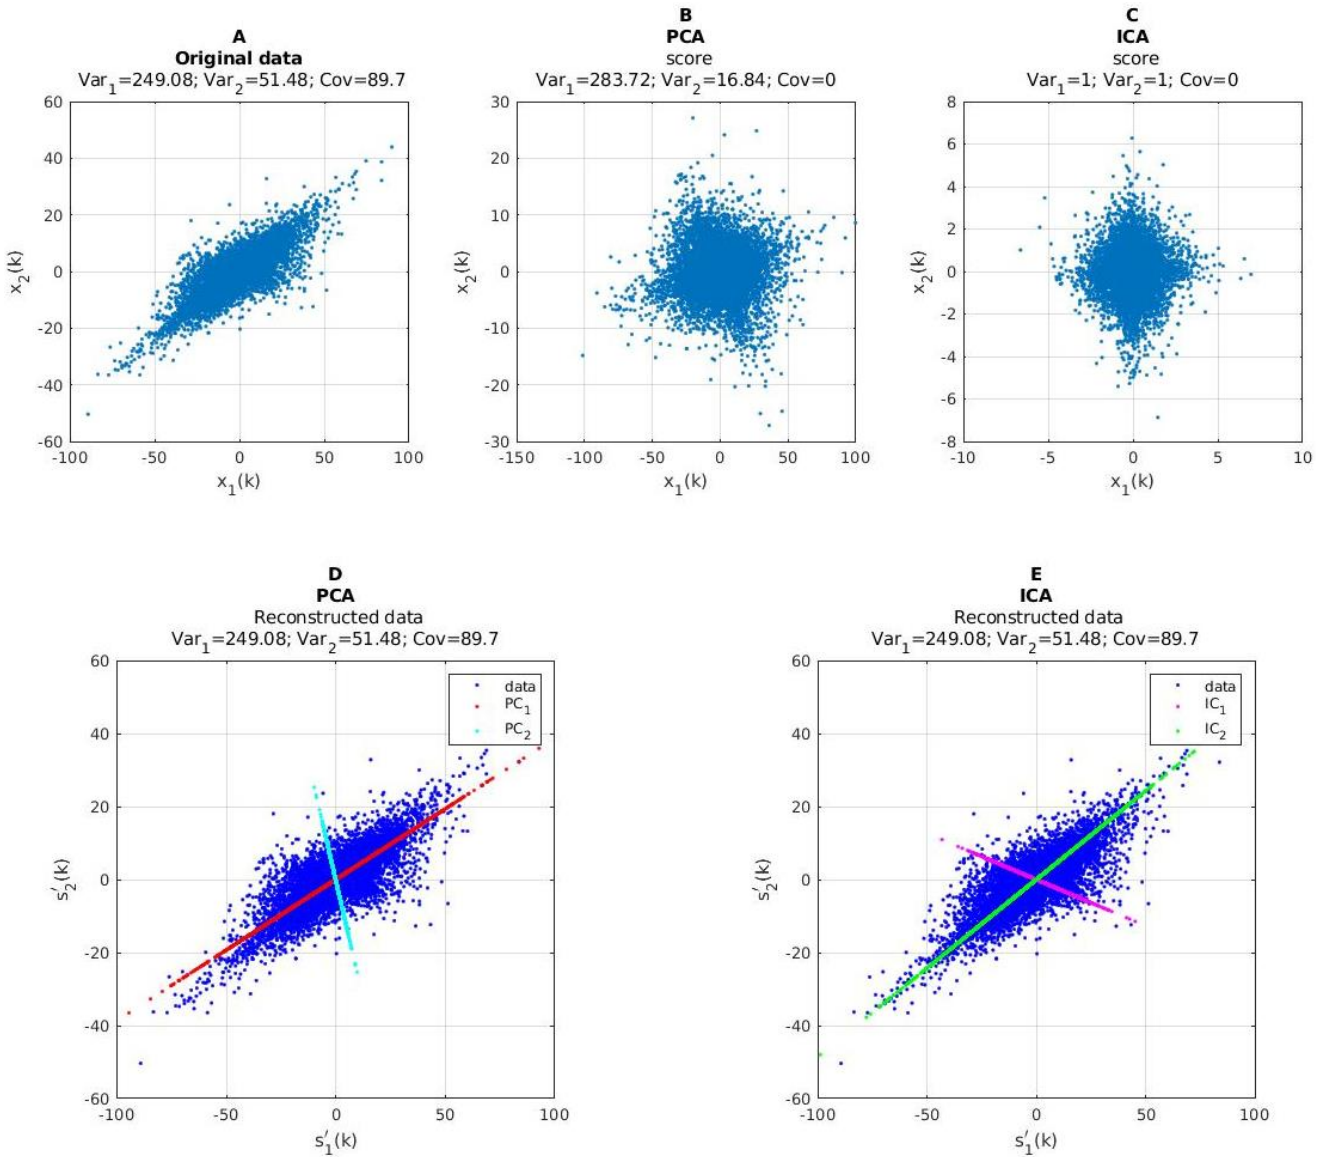 A
Original data
Var1=249.08; Var2=51.48; Cov=89.7
60
40
20
0
-20
-40
-60
-100 -50 0 50 100
x2(k)
x1(k)
B
PCA
score
Var1=283.72; Var2=16.84; Cov=0
30
20
10
0
-10
-20
-30
-150 -100 -50 0 50 100
x2(k)
x1(k)
C
ICA
score
Var1=1; Var2=1; Cov=0
8
6
4
2
0
-2
-4
-6
-8
-10 -5 0 5 10
x2(k)
x1(k)
D
PCA
Reconstructed data
Var1=249.08; Var2=51.48; Cov=89.7
data
PC1
PC2
60
40
20
0
-20
-40
-60
-100 -50 0 50 100
s′2(k)
s′1(k)
E
ICA
Reconstructed data
Var1=249.08; Var2=51.48; Cov=89.7
data
IC1
IC2
60
40
20
0
-20
-40
-60
-100 -50 0 50 100
s′2(k)
s′1(k)